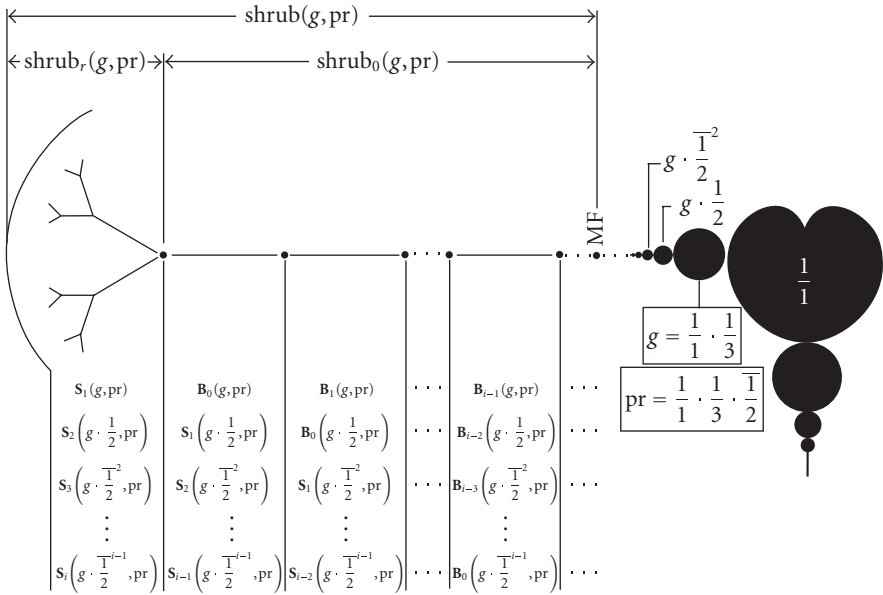 shrub(g,pr)
shrub_r(g,pr) shrub_0(g,pr)
g · \overline{1}/2^2
g · 1/2
MF
1/1
g = 1/1 · 1/3
pr = 1/1 · 1/3 · \overline{1}/2
S_1(g,pr) B_0(g,pr) B_1(g,pr) · · · B_{i−1}(g,pr) · · ·
S_2(g · 1/2, pr) S_1(g · 1/2, pr) B_0(g · 1/2, pr) · · · B_{i−2}(g · 1/2, pr) · · ·
S_3(g · \overline{1}/2^2, pr) S_2(g · \overline{1}/2^2, pr) S_1(g · \overline{1}/2^2, pr) · · · B_{i−3}(g · \overline{1}/2^2, pr) · · ·
⋮ ⋮ ⋮ ⋮
S_i(g · \overline{1}/2^{i−1}, pr) S_{i−1}(g · \overline{1}/2^{i−1}, pr) S_{i−2}(g · \overline{1}/2^{i−1}, pr) · · · B_0(g · \overline{1}/2^{i−1}, pr) · · ·